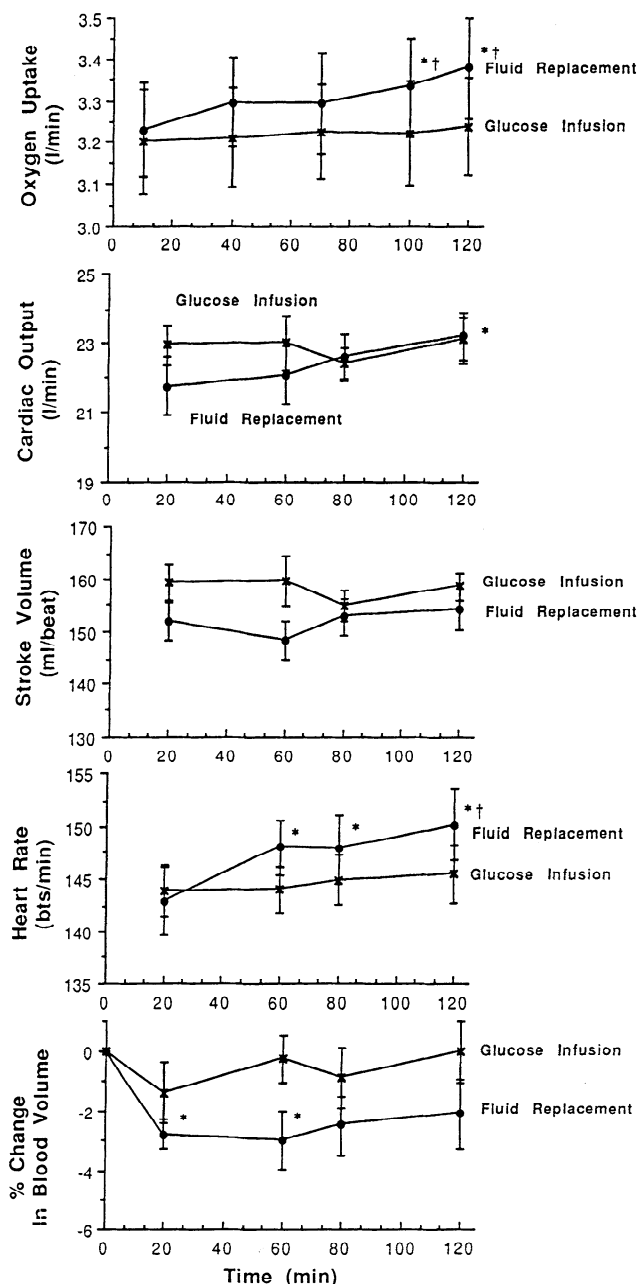 Oxygen Uptake
(l/min)
3.5
3.4
3.3
3.2
3.1
3.0
* †
* †
Fluid Replacement
Glucose Infusion
0 20 40 60 80 100 120
Cardiac Output
(l/min)
25
23
21
19
Glucose Infusion
*
Fluid Replacement
0 20 40 60 80 100 120
Stroke Volume
(ml/beat)
170
160
150
140
130
Glucose Infusion
Fluid Replacement
0 20 40 60 80 100 120
Heart Rate
(bts/min)
155
150
145
140
135
*
*
* †
Fluid Replacement
Glucose Infusion
0 20 40 60 80 100 120
% Change
In Blood Volume
0
-2
-4
-6
Glucose Infusion
*
*
Fluid Replacement
0 20 40 60 80 100 120
Time (min)